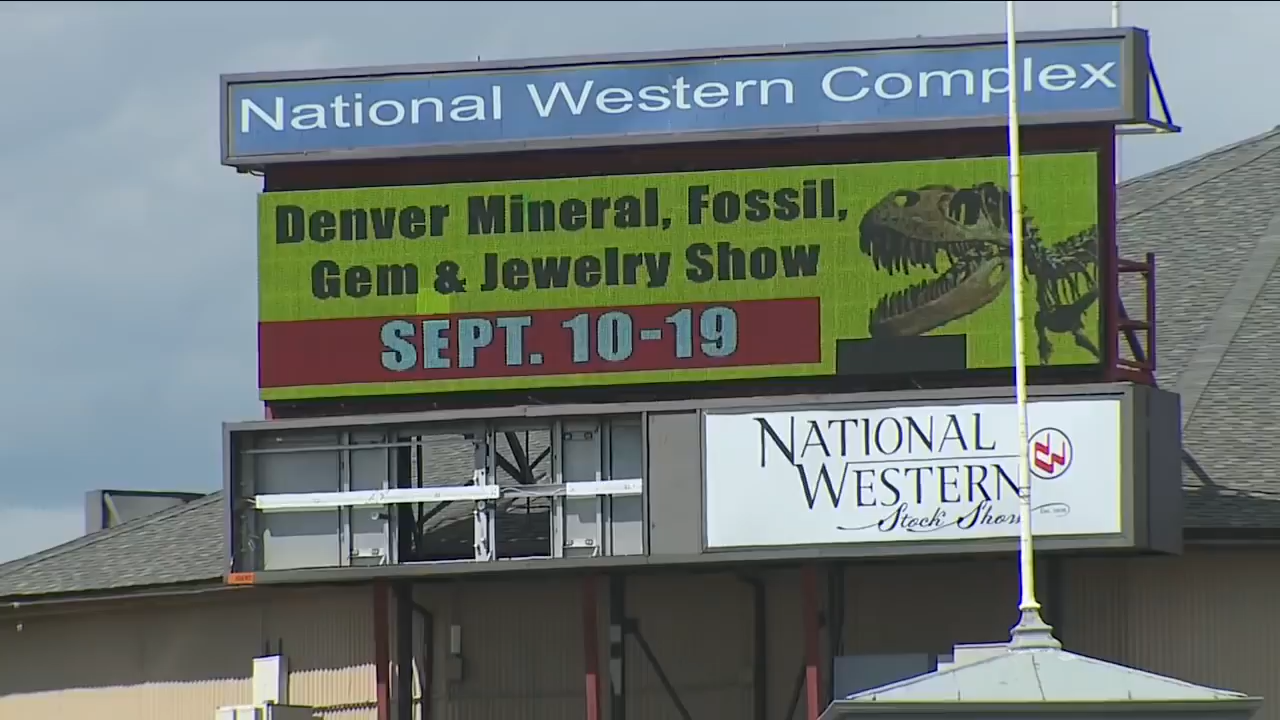 National Western Complex
Denver Mineral, Fossil,
Gem & Jewelry Show
SEPT. 10-19
NATIONAL
WESTERN
Stock Show